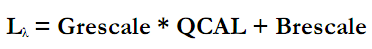 Lλ = Grescale * QCAL + Brescale